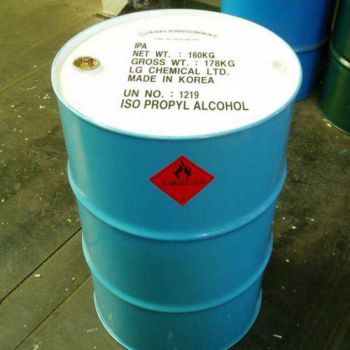 IPA
NET WT. : 160KG
GROSS WT. : 178KG
LG CHEMICAL LTD.
MADE IN KOREA
UN NO. : 1219
ISO PROPYL ALCOHOL